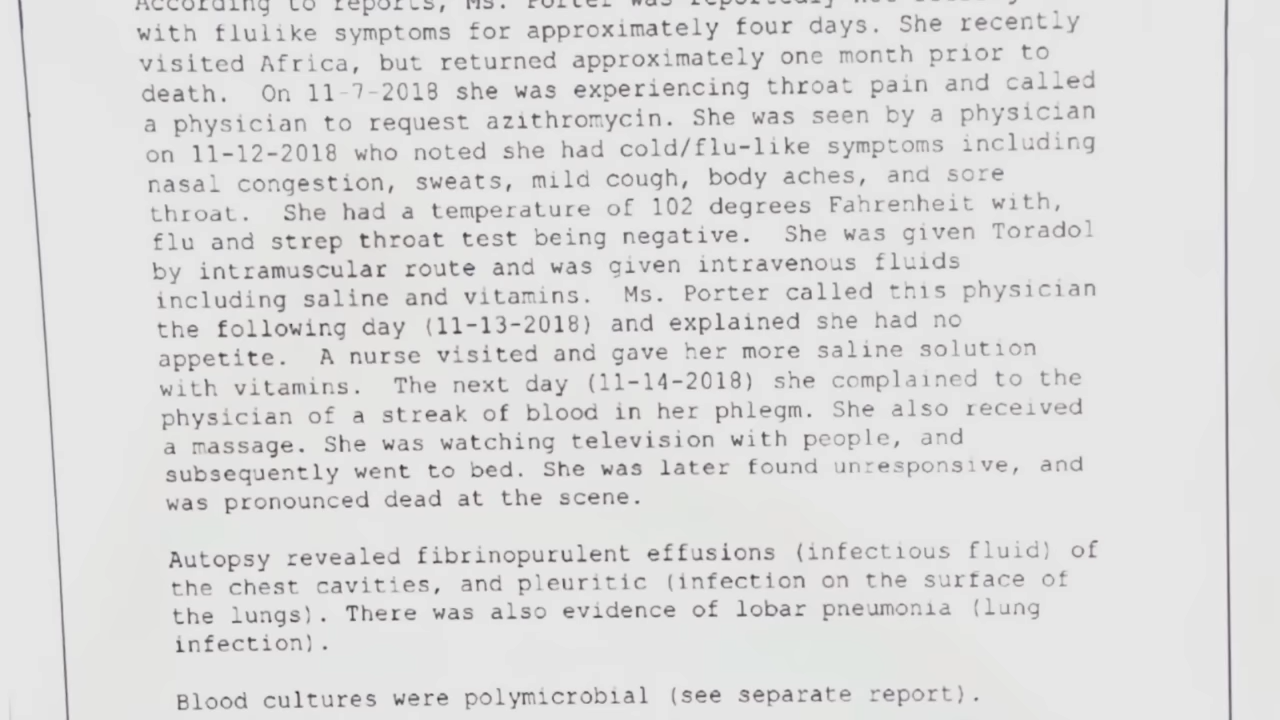 According to reports, Ms. Porter was reportedly not
with flulike symptoms for approximately four days. She recently
visited Africa, but returned approximately one month prior to
death.  On 11-7-2018 she was experiencing throat pain and called
a physician to request azithromycin. She was seen by a physician
on 11-12-2018 who noted she had cold/flu-like symptoms including
nasal congestion, sweats, mild cough, body aches, and sore
throat.  She had a temperature of 102 degrees Fahrenheit with,
flu and strep throat test being negative.  She was given Toradol
by intramuscular route and was given intravenous fluids
including saline and vitamins.  Ms. Porter called this physician
the following day (11-13-2018) and explained she had no
appetite.  A nurse visited and gave her more saline solution
with vitamins.  The next day (11-14-2018) she complained to the
physician of a streak of blood in her phlegm. She also received
a massage. She was watching television with people, and
subsequently went to bed. She was later found unresponsive, and
was pronounced dead at the scene.

Autopsy revealed fibrinopurulent effusions (infectious fluid) of
the chest cavities, and pleuritic (infection on the surface of
the lungs). There was also evidence of lobar pneumonia (lung
infection).

Blood cultures were polymicrobial (see separate report).